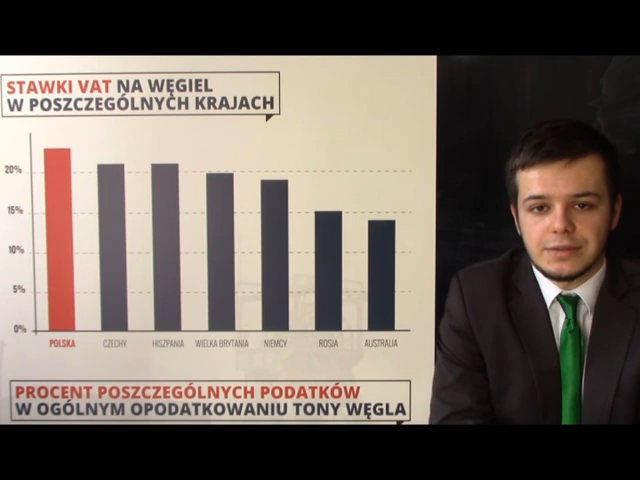 STAWKI VAT NA WĘGIEL
W POSZCZEGÓLNYCH KRAJACH
20%
15%
10%
5%
0%
POLSKA CZECHY HISZPANIA WIELKA BRYTANIA NIEMCY ROSJA AUSTRALIA
PROCENT POSZCZEGÓLNYCH PODATKÓW
W OGÓLNYM OPODATKOWANIU TONY WĘGLA